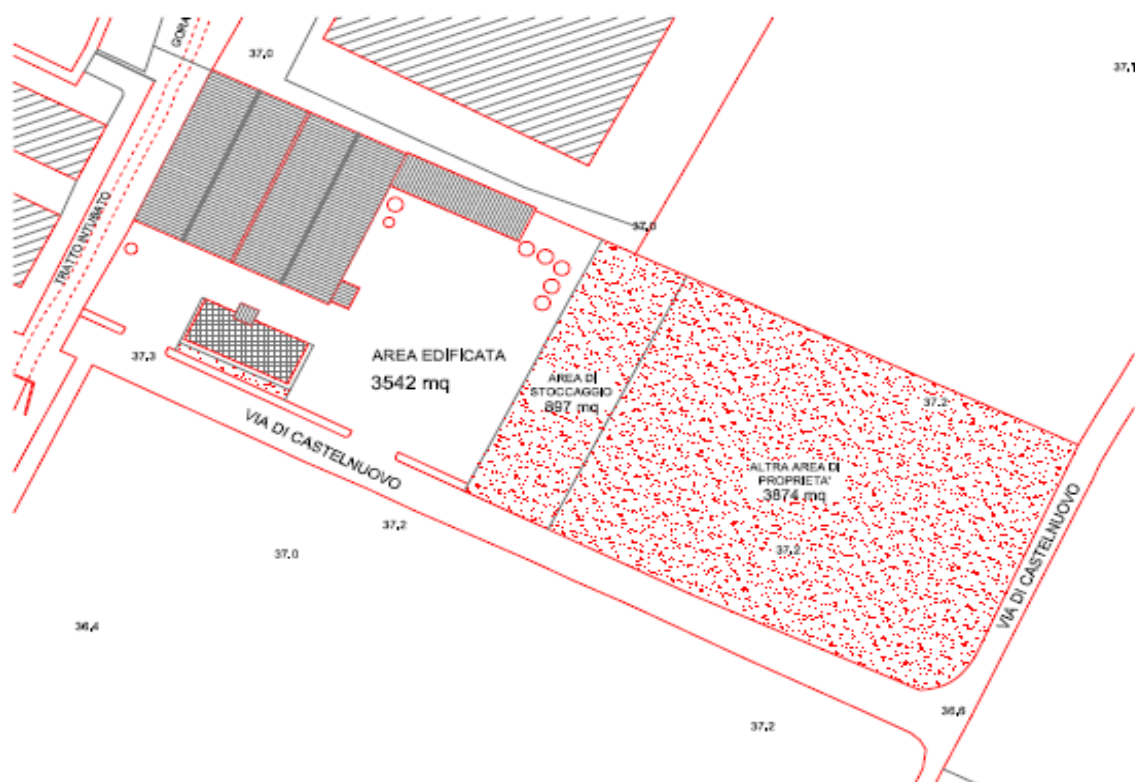 GORA
37,0
37,1
TRATTO INTUBATO
37,0
37,3
AREA EDIFICATA
3542 mq
AREA DI
STOCCAGGIO
897 mq
37,2
VIA DI CASTELNUOVO
ALTRA AREA DI
PROPRIETA'
3874 mq
37,2
37,2
37.0
VIA DI CASTELNUOVO
36,4
36,6
37,2